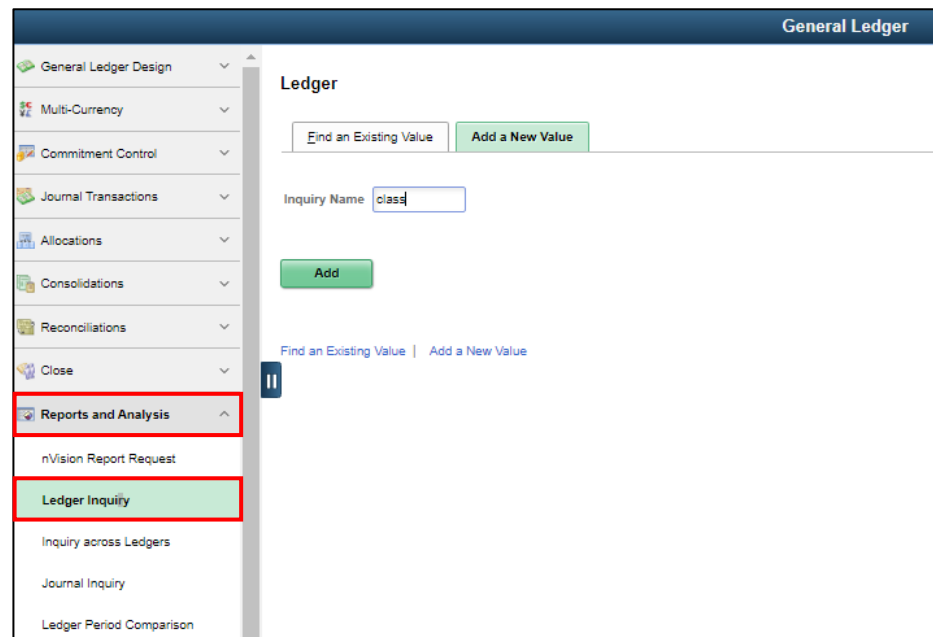 General Ledger
General Ledger Design
Multi-Currency
Commitment Control
Journal Transactions
Allocations
Consolidations
Reconciliations
Close
Reports and Analysis
nVision Report Request
Ledger Inquiry
Inquiry across Ledgers
Journal Inquiry
Ledger Period Comparison
Ledger
Find an Existing Value
Add a New Value
Inquiry Name class
Add
Find an Existing Value | Add a New Value